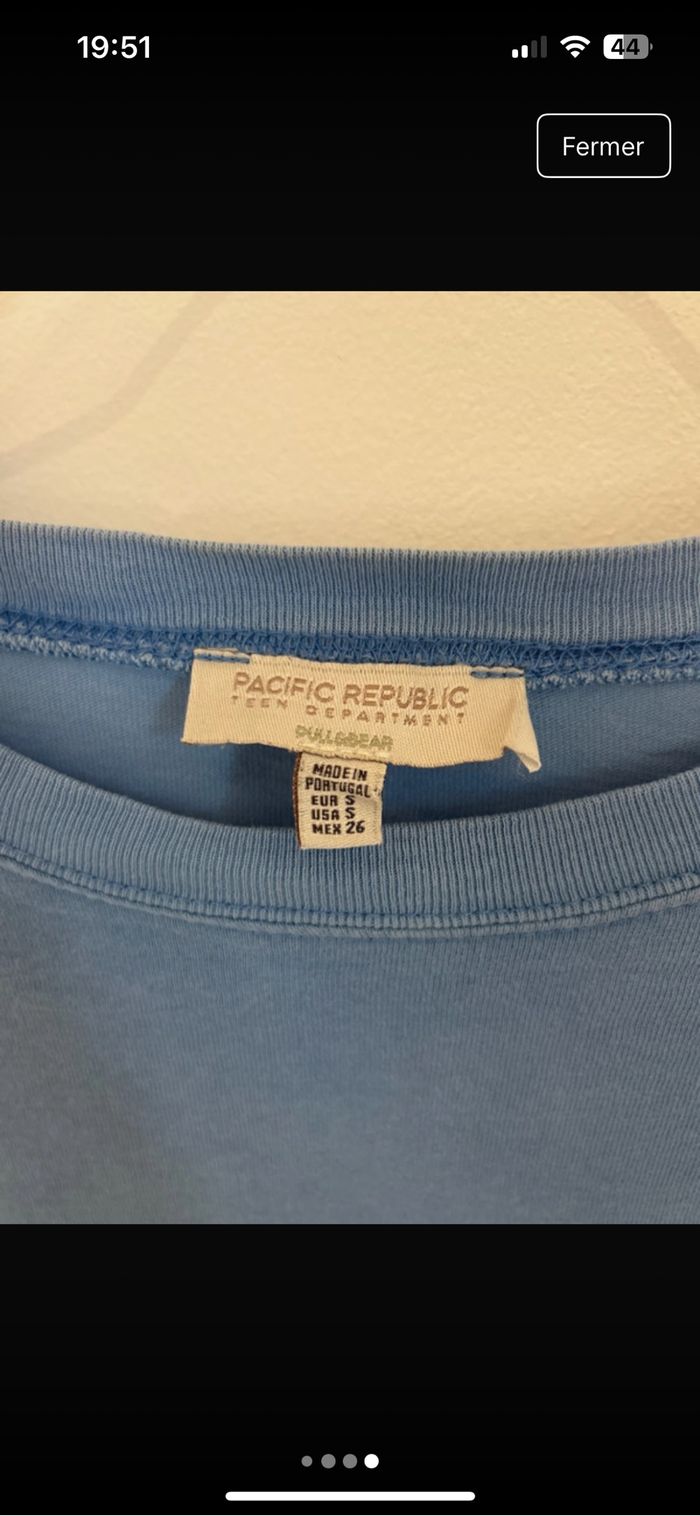 19:51
44
Fermer
PACIFIC REPUBLIC
TEEN DEPARTMENT
PULL&BEAR
MADE IN
PORTUGAL
EUR S
USA S
MEX 26